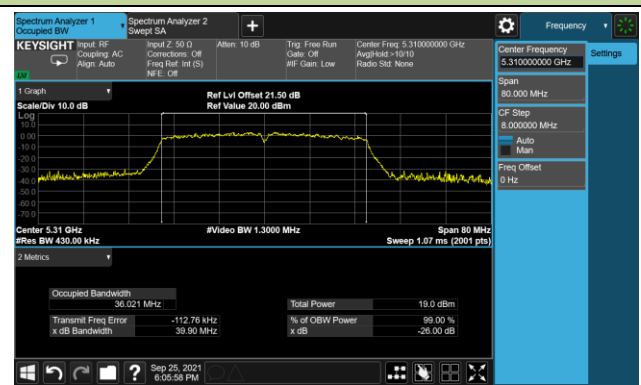 Spectrum Analyzer 1
Occupied BW
Spectrum Analyzer 2
Swept SA
Frequency
KEYSIGHT
Input: RF
Coupling: AC
Align: Auto
Input Z: 50 Ω
Corrections: Off
Freq Ref: Int (S)
NFE: Off
Atten: 10 dB
Trig: Free Run
Gate: Off
#IF Gain: Low
Center Freq: 5.310000000 GHz
Avg|Hold:>10/10
Radio Std: None
1 Graph
Scale/Div 10.0 dB
Ref Lvl Offset 21.50 dB
Ref Value 20.00 dBm
Log
10.0
0.00
-10.0
-20.0
-30.0
-40.0
-50.0
-60.0
-70.0
Center 5.31 GHz
#Res BW 430.00 kHz
#Video BW 1.3000 MHz
Span 80 MHz
Sweep 1.07 ms (2001 pts)
2 Metrics
Occupied Bandwidth
36.021 MHz
Total Power 19.0 dBm
Transmit Freq Error -112.76 kHz
% of OBW Power 99.00 %
x dB Bandwidth 39.90 MHz
x dB -26.00 dB
Sep 25, 2021
6:05:58 PM
Center Frequency
5.310000000 GHz
Settings
Span
80.000 MHz
CF Step
8.000000 MHz
Auto
Man
Freq Offset
0 Hz